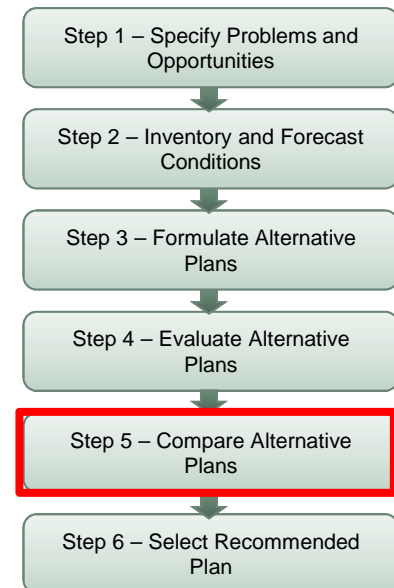 Step 1 – Specify Problems and
Opportunities
Step 2 – Inventory and Forecast
Conditions
Step 3 – Formulate Alternative
Plans
Step 4 – Evaluate Alternative
Plans
Step 5 – Compare Alternative
Plans
Step 6 – Select Recommended
Plan